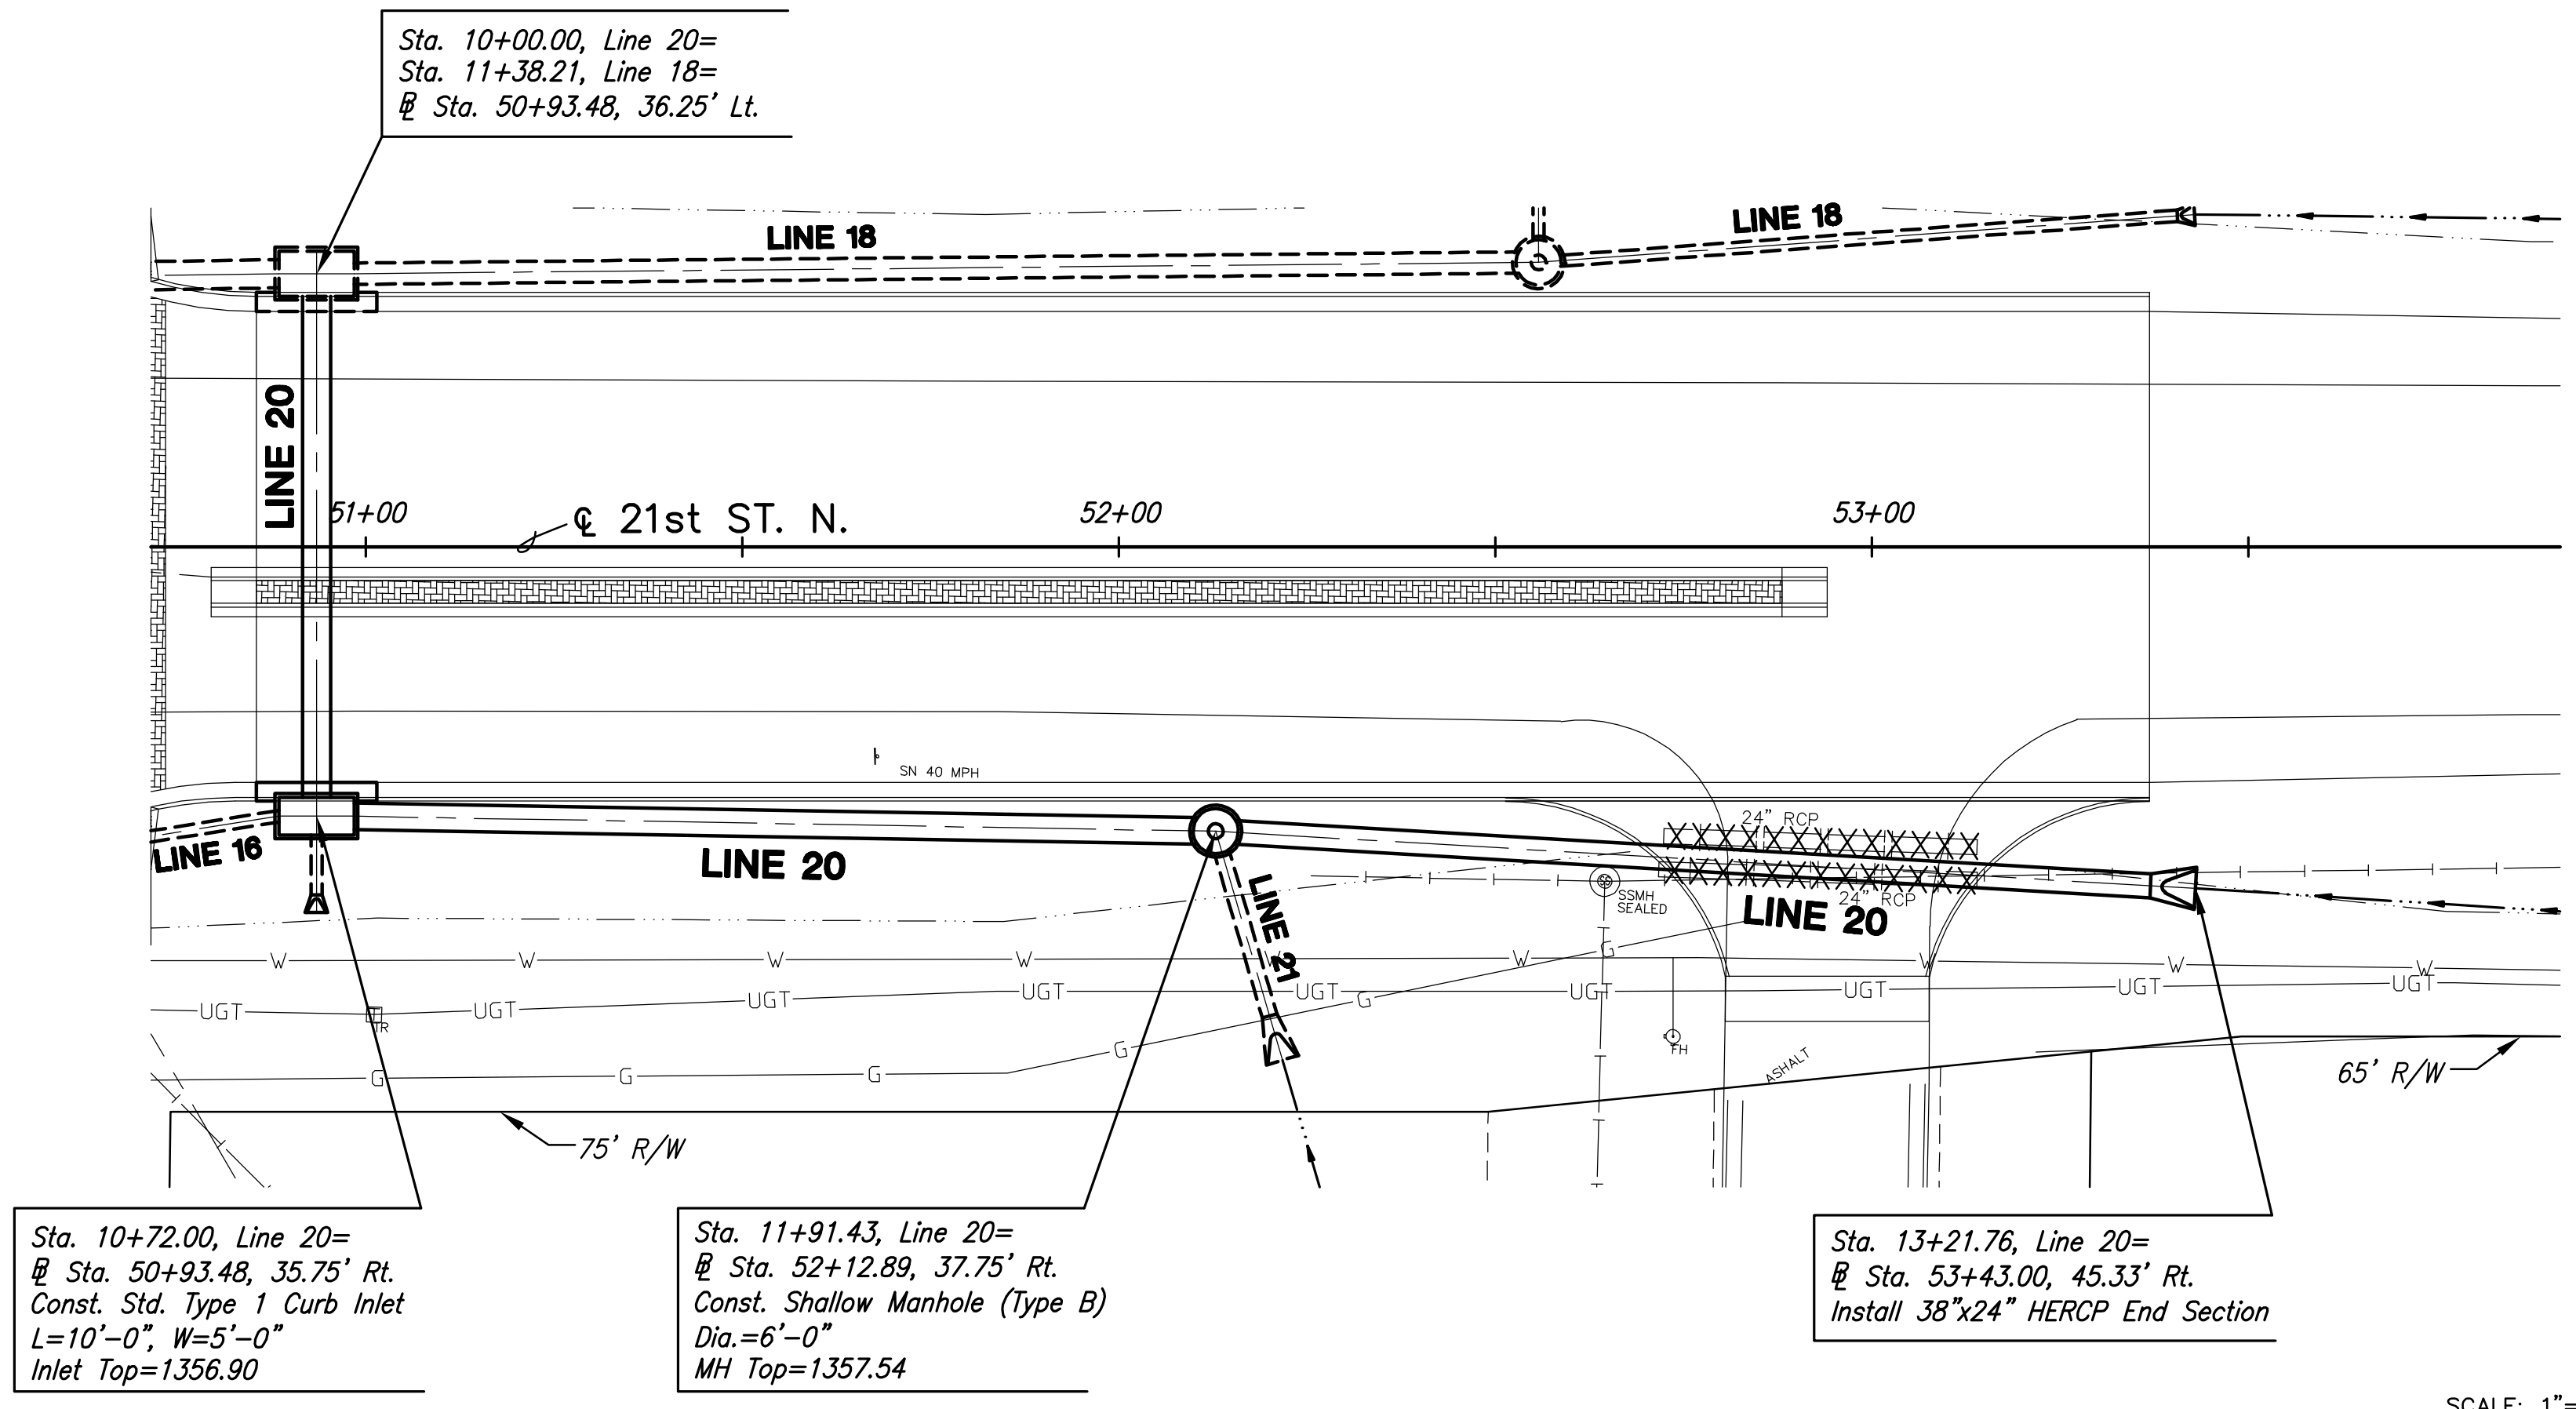 Sta. 10+00.00, Line 20=
Sta. 11+38.21, Line 18=
℄ Sta. 50+93.48, 36.25' Lt.
LINE 18
LINE 18
LINE 20
51+00
℄ 21st ST. N.
52+00
53+00
SN 40 MPH
LINE 16
LINE 20
LINE 21
24" RCP
24" RCP
SSMH
SEALED
LINE 20
W W W W W W W W
UGT UGT UGT UGT UGT UGT UGT UGT UGT
TR
G G G G G G
FH
ASHALT
65' R/W
75' R/W
Sta. 10+72.00, Line 20=
℄ Sta. 50+93.48, 35.75' Rt.
Const. Std. Type 1 Curb Inlet
L=10'-0", W=5'-0"
Inlet Top=1356.90
Sta. 11+91.43, Line 20=
℄ Sta. 52+12.89, 37.75' Rt.
Const. Shallow Manhole (Type B)
Dia.=6'-0"
MH Top=1357.54
Sta. 13+21.76, Line 20=
℄ Sta. 53+43.00, 45.33' Rt.
Install 38"x24" HERCP End Section
SCALE: 1"=